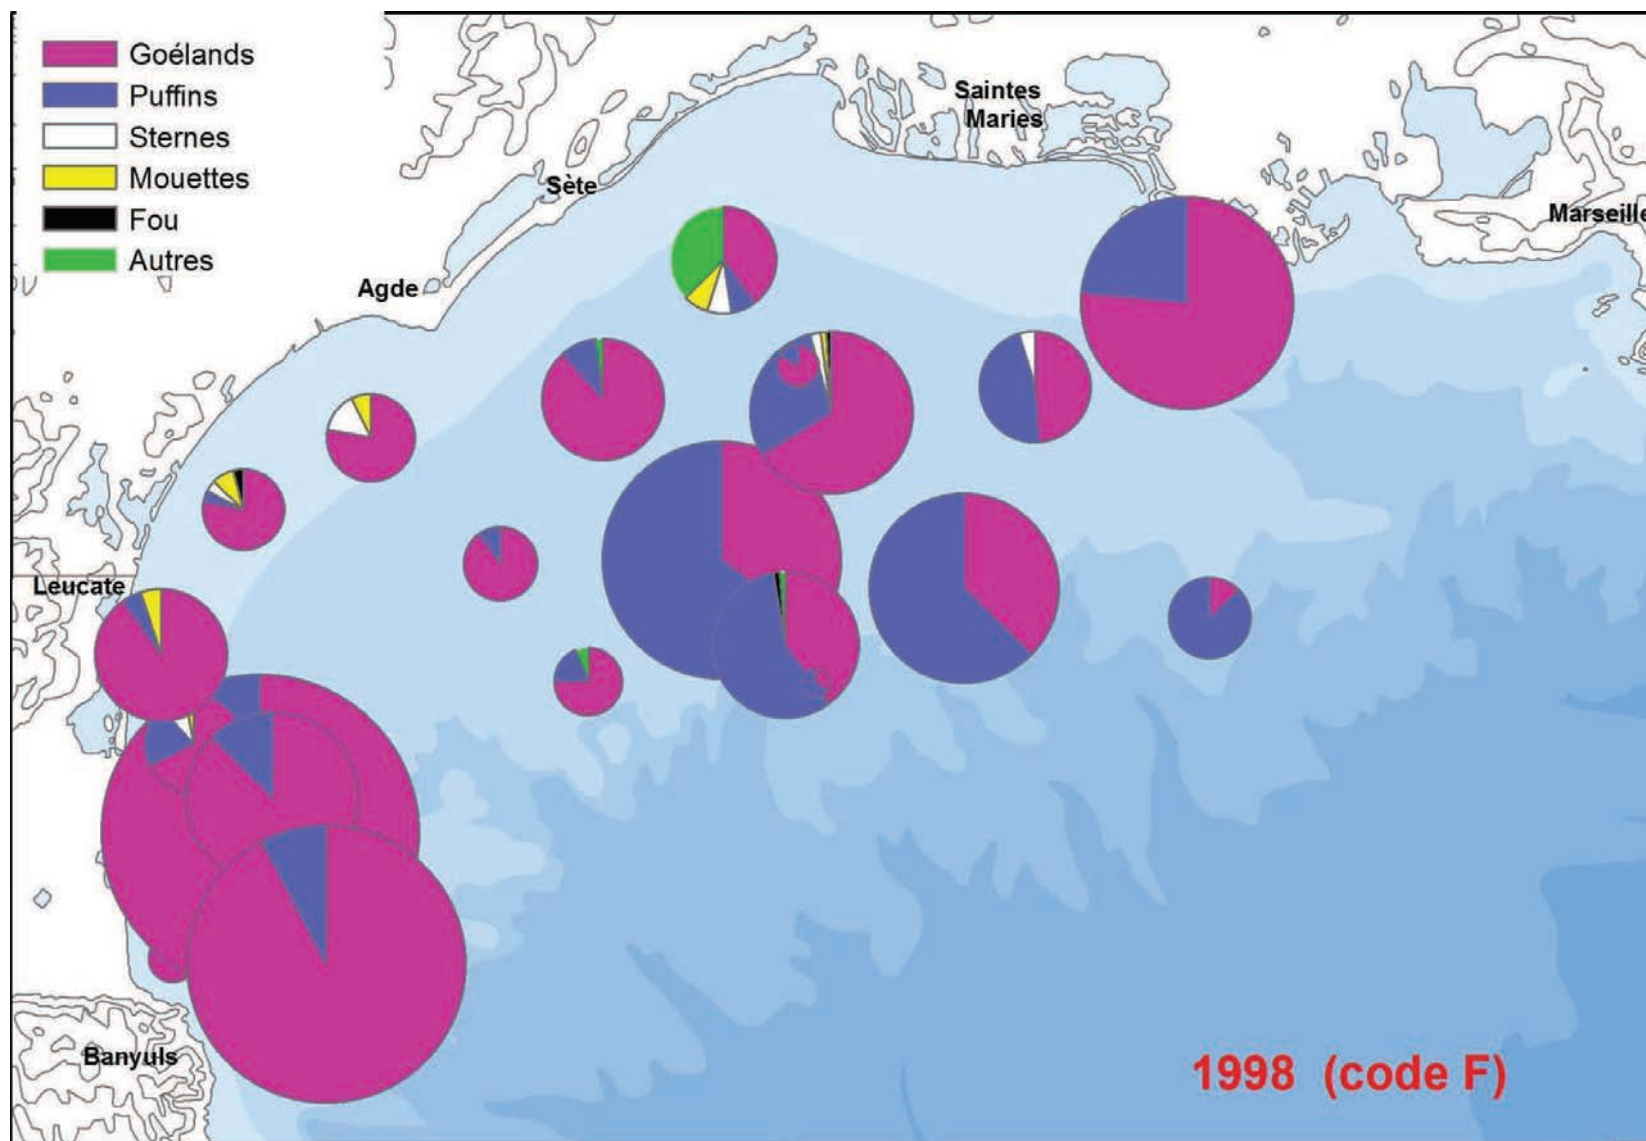 Goélands
Puffins
Sternes
Mouettes
Fou
Autres
Saintes
Maries
Sète
Marseille
Agde
Leucate
Banyuls
1998 (code F)